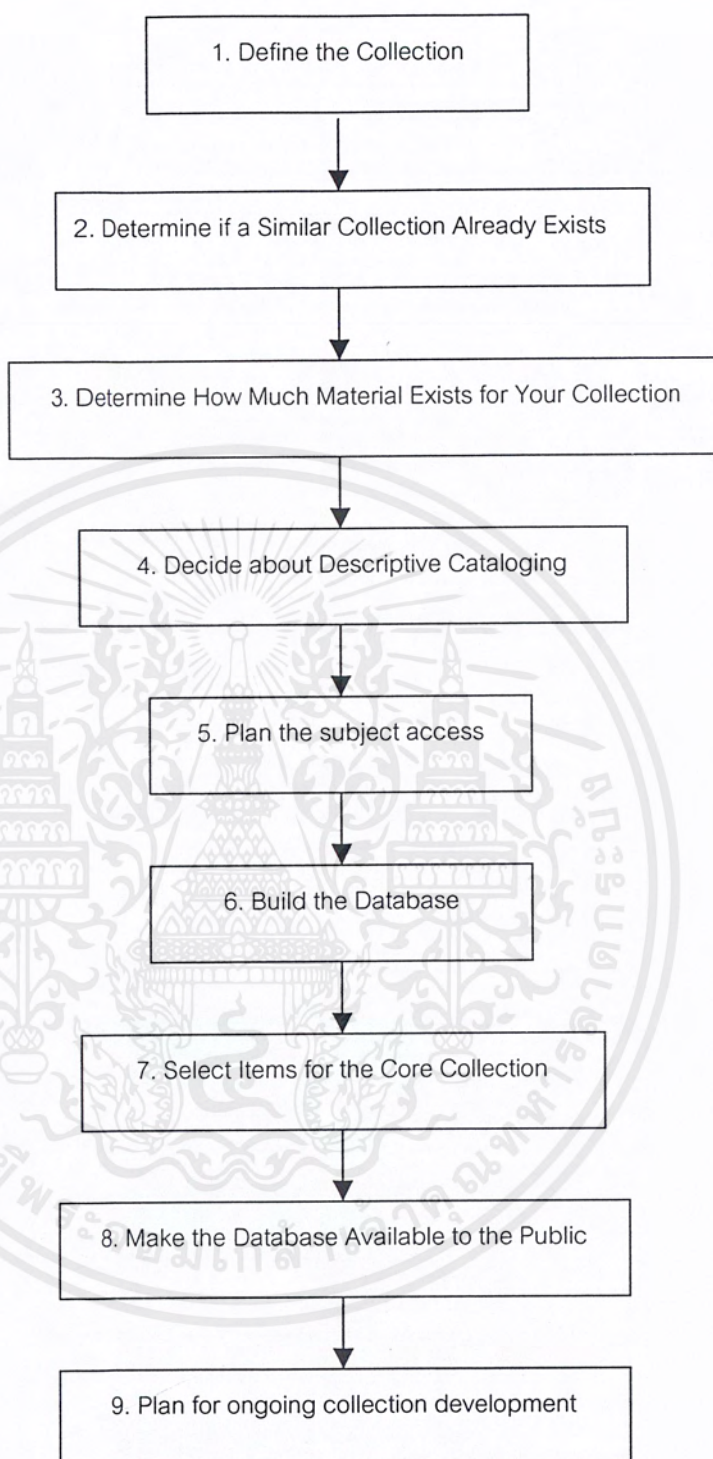 1. Define the Collection
2. Determine if a Similar Collection Already Exists
3. Determine How Much Material Exists for Your Collection
4. Decide about Descriptive Cataloging
5. Plan the subject access
6. Build the Database
7. Select Items for the Core Collection
8. Make the Database Available to the Public
9. Plan for ongoing collection development